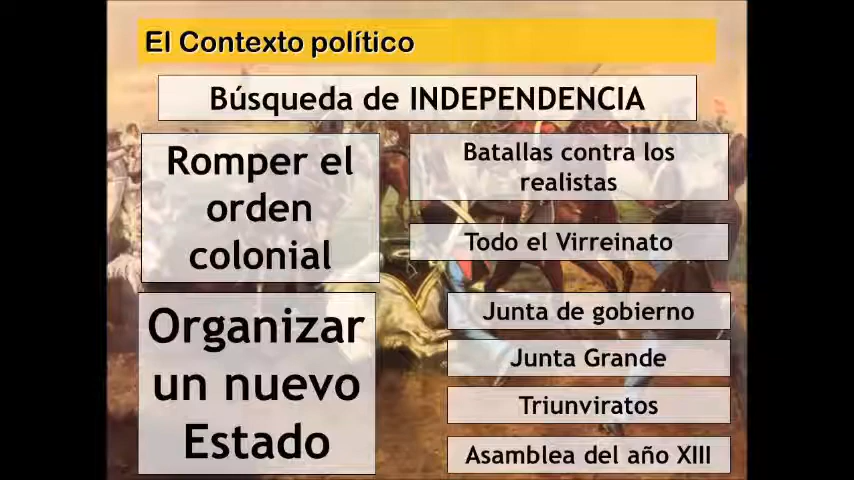 El Contexto político
Búsqueda de INDEPENDENCIA
Romper el
orden
colonial
Batallas contra los
realistas
Todo el Virreinato
Organizar
un nuevo
Estado
Junta de gobierno
Junta Grande
Triunviratos
Asamblea del año XIII